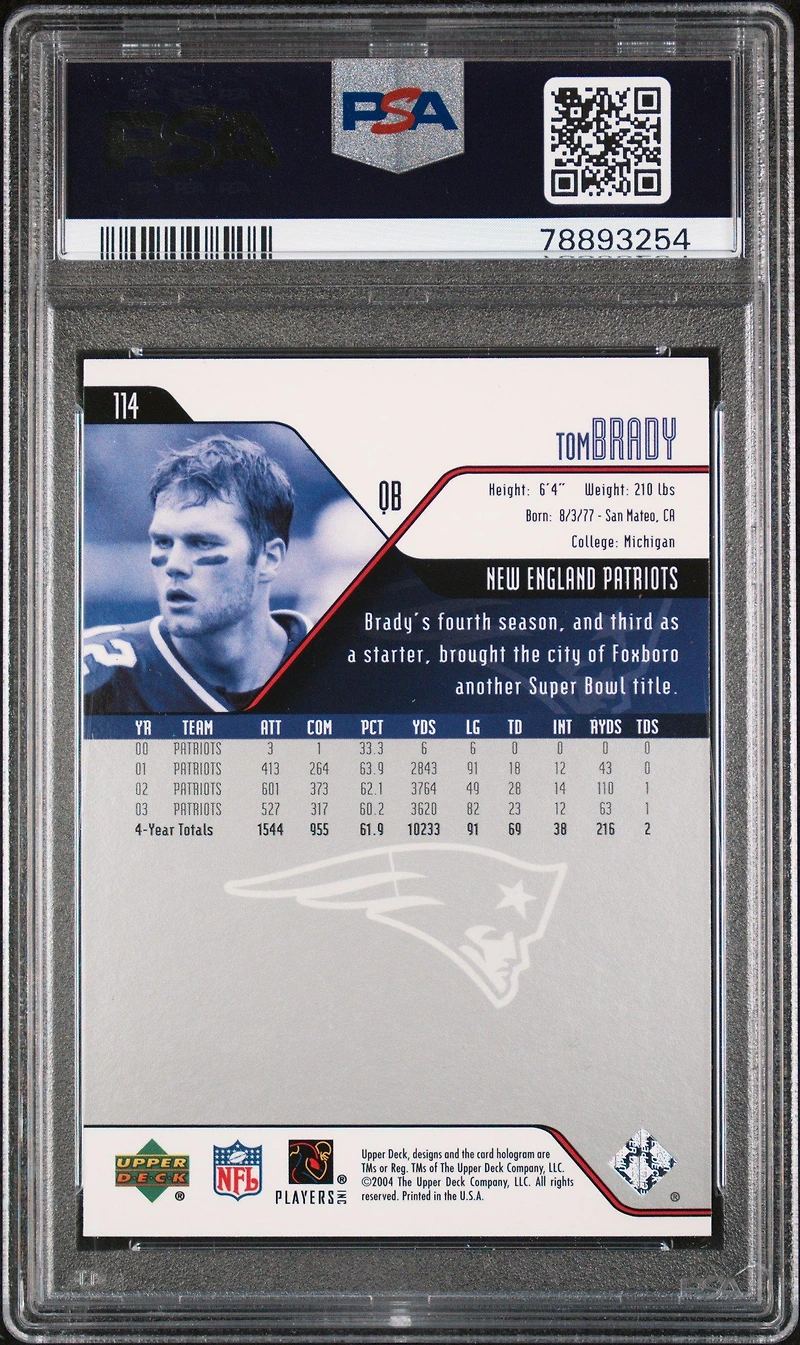 PSA
78893254
114
TOM BRADY
QB
Height: 6'4" Weight: 210 lbs
Born: 8/3/77 - San Mateo, CA
College: Michigan
NEW ENGLAND PATRIOTS
Brady's fourth season, and third as
a starter, brought the city of Foxboro
another Super Bowl title.
YR TEAM ATT COM PCT YDS LG TD INT RYDS TDS
00 PATRIOTS 3 1 33.3 6 6 0 0 0 0
01 PATRIOTS 413 264 63.9 2843 91 18 12 43 0
02 PATRIOTS 601 373 62.1 3764 49 28 14 110 1
03 PATRIOTS 527 317 60.2 3620 82 23 12 63 1
4-Year Totals 1544 955 61.9 10233 91 69 38 216 2
UPPER
DECK
®
NFL
PLAYERS INC
®
Upper Deck, designs and the card hologram are
TMs or Reg. TMs of The Upper Deck Company, LLC.
©2004 The Upper Deck Company, LLC. All rights
reserved. Printed in the U.S.A.
®